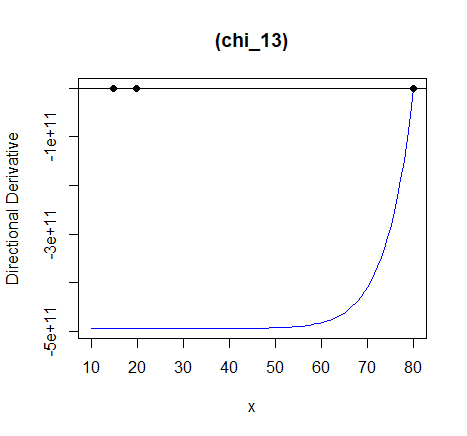 (chi_13)
Directional Derivative
-1e+11
-3e+11
-5e+11
10 20 30 40 50 60 70 80
x